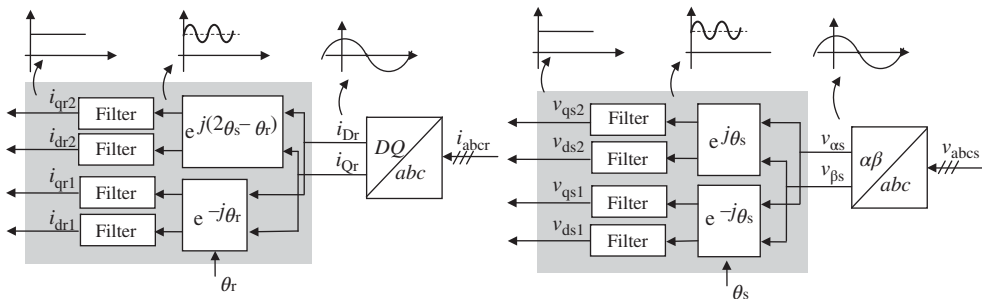 i_qr2
Filter
i_dr2
Filter
i_qr1
Filter
i_dr1
Filter
e^j(2θs− θr)
e^−jθr
θr
i_Dr
i_Qr
DQ
abc
i_abcr
v_qs2
Filter
v_ds2
Filter
v_qs1
Filter
v_ds1
Filter
e^jθs
e^−jθs
θs
v_αs
v_βs
αβ
abc
v_abcs